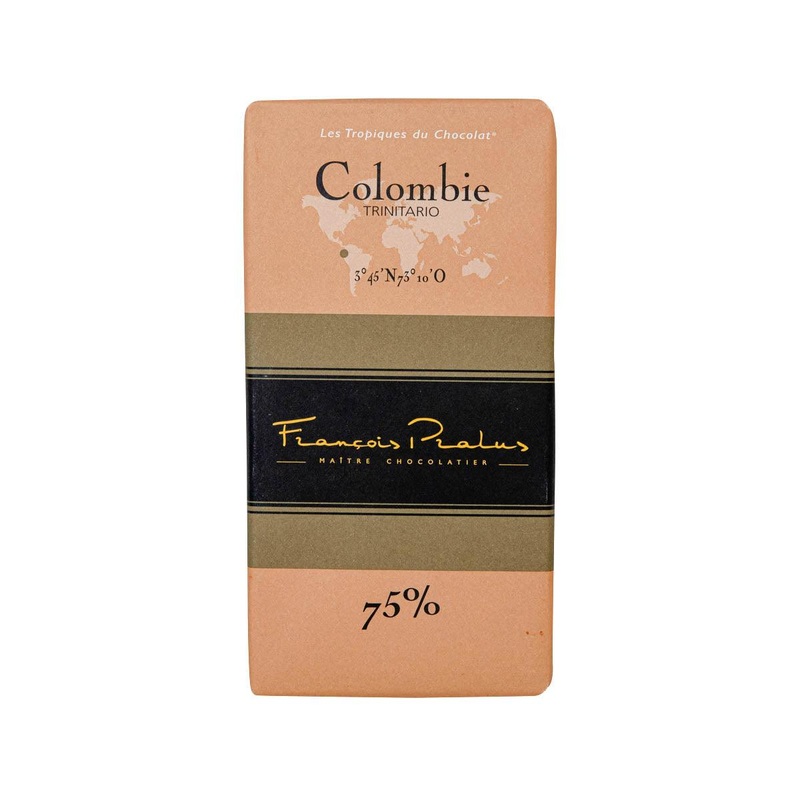 Les Tropiques du Chocolat®
Colombie
TRINITARIO
3°45'N73°10'O
François Pralus
MAÎTRE CHOCOLATIER
75%